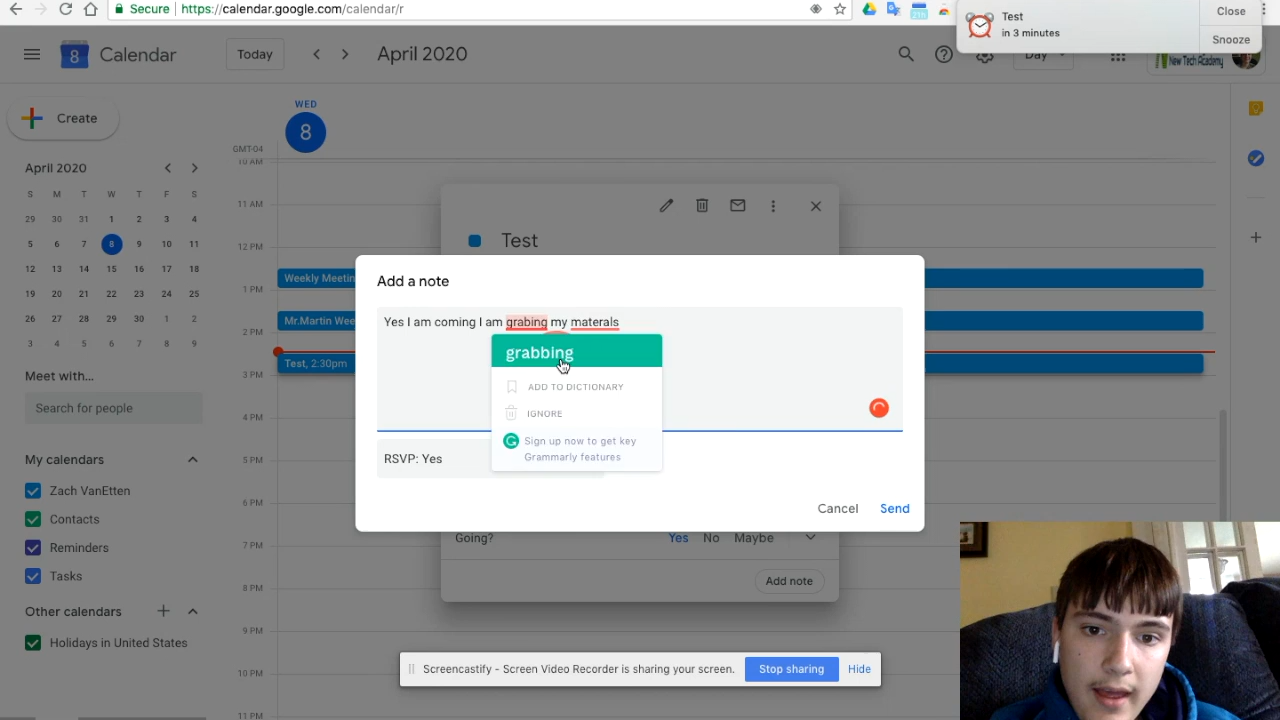 Secure
https://calendar.google.com/calendar/r
Test
in 3 minutes
Close
Snooze
8
Calendar
Today
April 2020
Day
New Tech Academy
Create
WED
8
GMT-04
April 2020
S M T W T F S
29 30 31 1 2 3 4
5 6 7 8 9 10 11
12 13 14 15 16 17 18
19 20 21 22 23 24 25
26 27 28 29 30 1 2
3 4 5 6 7 8 9
Meet with...
Search for people
My calendars
Zach VanEtten
Contacts
Reminders
Tasks
Other calendars
Holidays in United States
10 AM
11 AM
12 PM
1 PM
2 PM
3 PM
4 PM
5 PM
6 PM
7 PM
8 PM
9 PM
10 PM
11 PM
Weekly Meetin
Mr.Martin Wee
Test, 2:30pm
Test
Add a note
Yes I am coming I am grabing my materals
grabbing
ADD TO DICTIONARY
IGNORE
Sign up now to get key
Grammarly features
RSVP: Yes
Cancel
Send
Going?
Yes
No
Maybe
Add note
Screencastify - Screen Video Recorder is sharing your screen.
Stop sharing
Hide